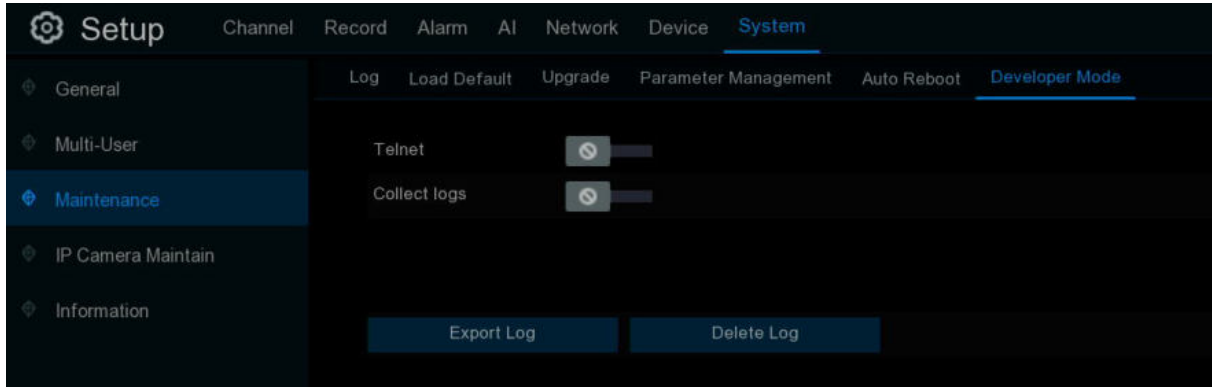 Setup Channel Record Alarm AI Network Device System
Log Load Default Upgrade Parameter Management Auto Reboot Developer Mode
General
Multi-User
Maintenance
IP Camera Maintain
Information
Telnet
Collect logs
Export Log Delete Log